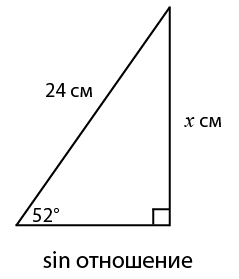 24 см
x см
52°
sin отношение